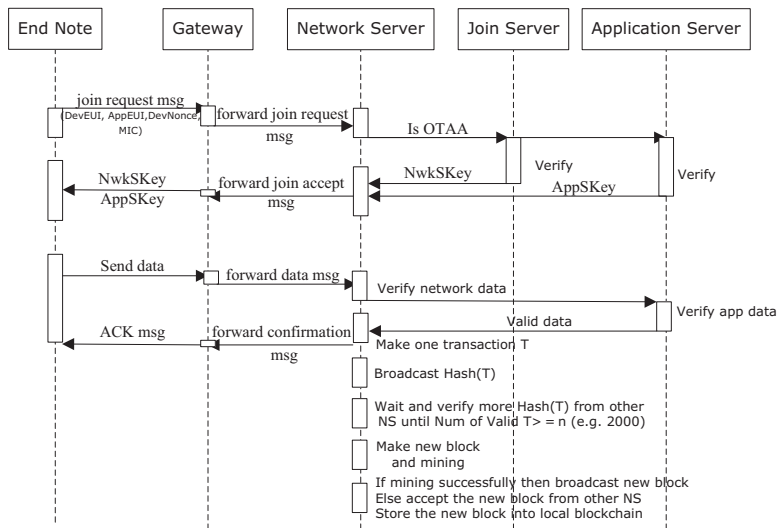 End Note
Gateway
Network Server
Join Server
Application Server
join request msg
(DevEUI, AppEUI,DevNonce,
MIC)
forward join request
msg
Is OTAA
Verify
Verify
NwkSKey
AppSKey
NwkSKey
forward join accept
msg
AppSKey
Send data
forward data msg
Verify network data
Verify app data
Valid data
ACK msg
forward confirmation
msg
Make one transaction T
Broadcast Hash(T)
Wait and verify more Hash(T) from other
NS until Num of Valid T> = n (e.g. 2000)
Make new block
and mining
If mining successfully then broadcast new block
Else accept the new block from other NS
Store the new block into local blockchain